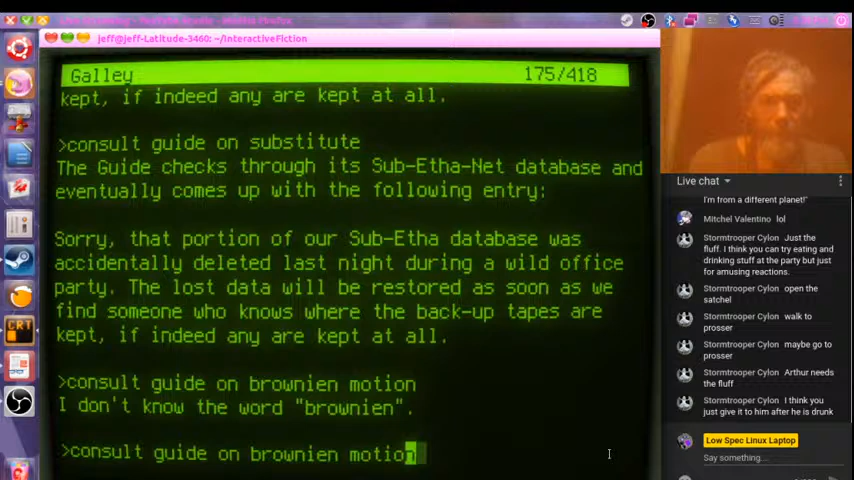 jeff@jeff-Latitude-3460: ~/InteractiveFiction
Galley 175/418
kept, if indeed any are kept at all.
>consult guide on substitute
The Guide checks through its Sub-Etha-Net database and
eventually comes up with the following entry:
Sorry, that portion of our Sub-Etha database was
accidentally deleted last night during a wild office
party. The lost data will be restored as soon as we
find someone who knows where the back-up tapes are
kept, if indeed any are kept at all.
>consult guide on brownien motion
I don't know the word "brownien".
>consult guide on brownien motion
CRT
Live chat
I'm from a different planet!"
Mitchel Valentino lol
Stormtrooper Cylon Just the
fluff. I think you can try eating and
drinking stuff at the party but just
for amusing reactions.
Stormtrooper Cylon open the
satchel
Stormtrooper Cylon walk to
prosser
Stormtrooper Cylon maybe go to
prosser
Stormtrooper Cylon Arthur needs
the fluff
Stormtrooper Cylon I think you
just give it to him after he is drunk
Low Spec Linux Laptop
Say something...